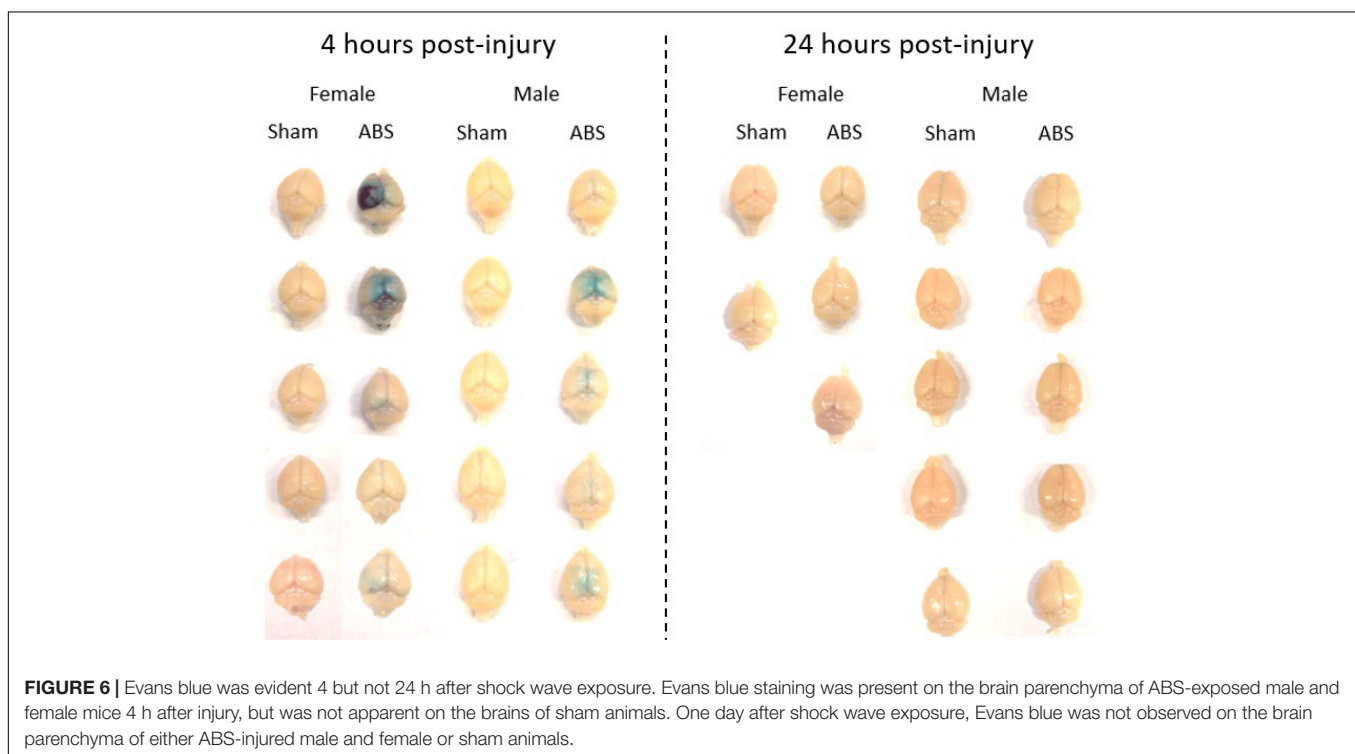 4 hours post-injury
24 hours post-injury
Female
Male
Female
Male
Sham
ABS
Sham
ABS
Sham
ABS
Sham
ABS
FIGURE 6 | Evans blue was evident 4 but not 24 h after shock wave exposure. Evans blue staining was present on the brain parenchyma of ABS-exposed male and
female mice 4 h after injury, but was not apparent on the brains of sham animals. One day after shock wave exposure, Evans blue was not observed on the brain
parenchyma of either ABS-injured male and female or sham animals.